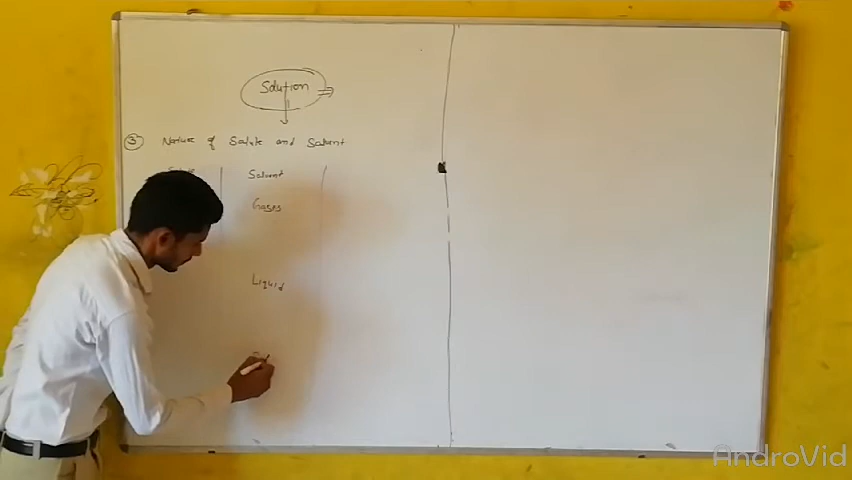 Solution
③ Nature of Solute and Solvent
Solvent
Gases
Liquid
AndroVid